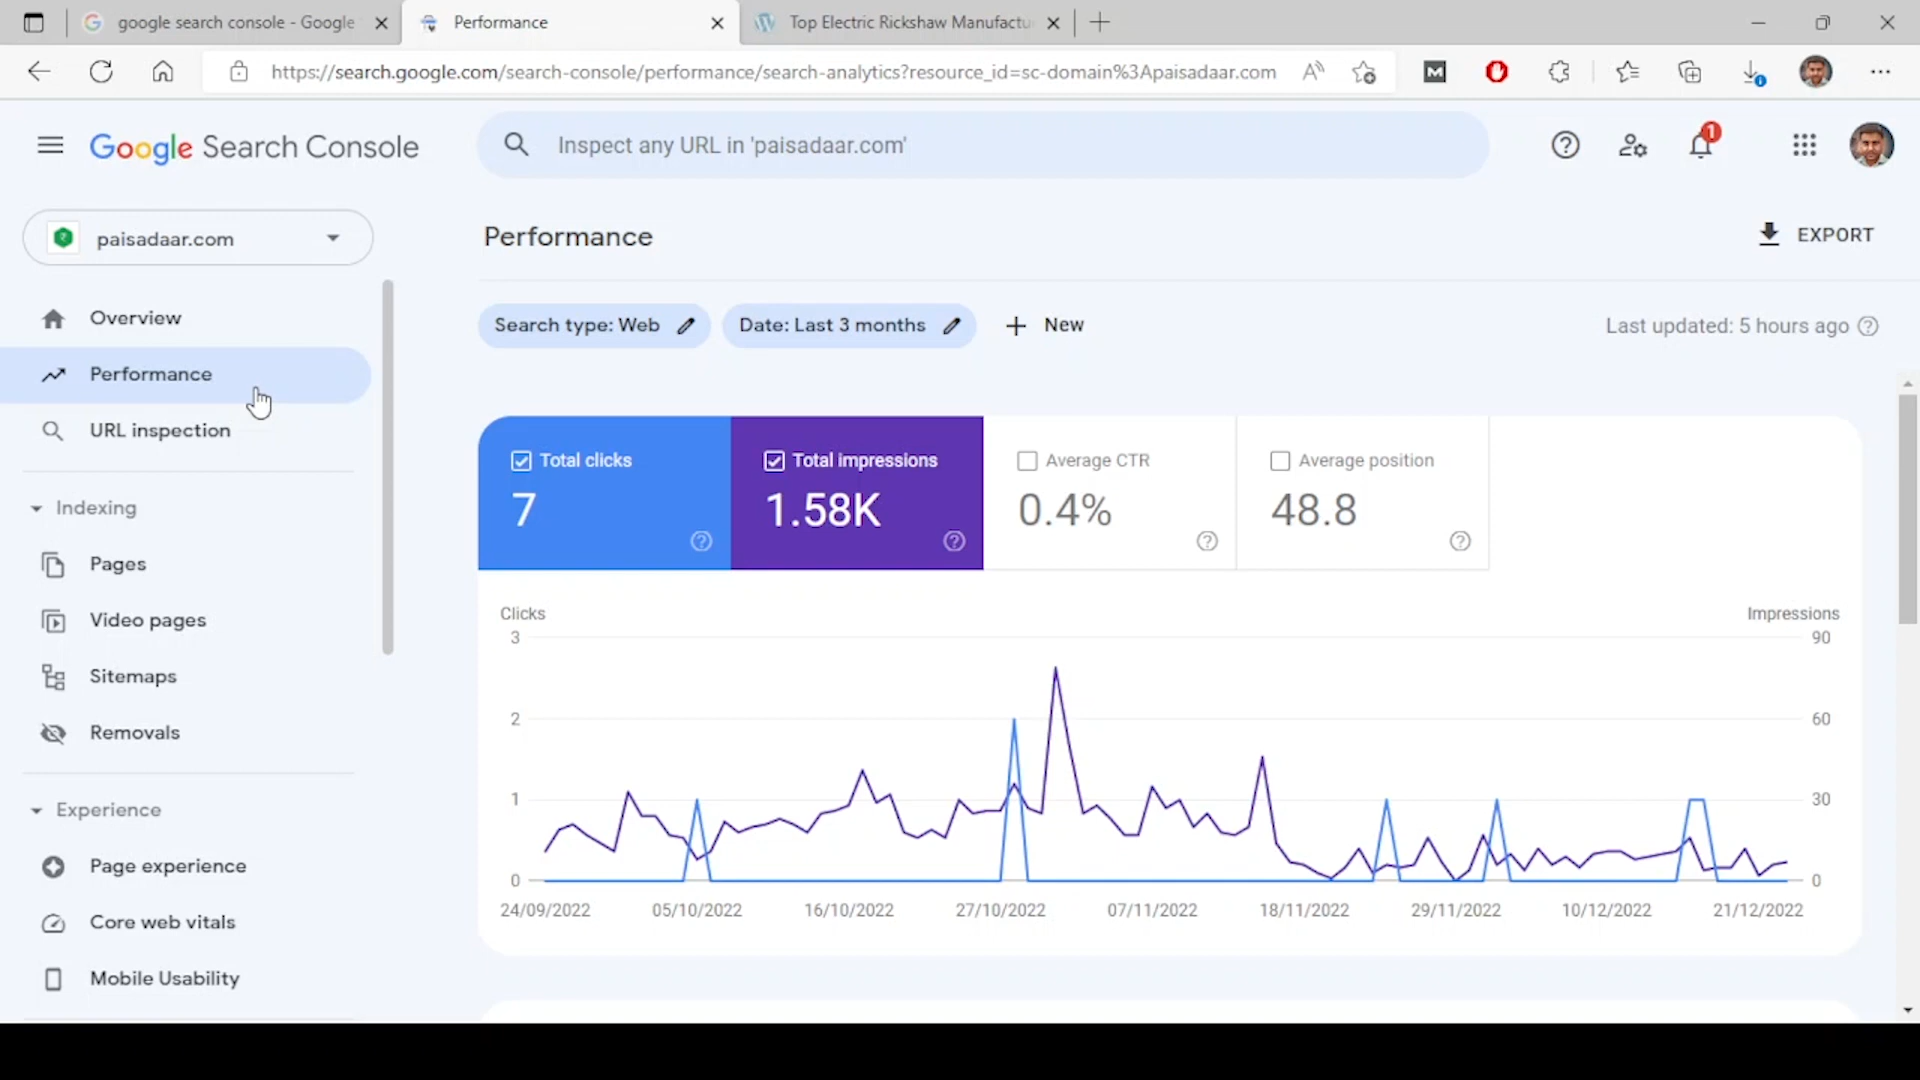 google search console - Google
Performance
Top Electric Rickshaw Manufactu
https://search.google.com/search-console/performance/search-analytics?resource_id=sc-domain%3Apaisadaar.com
Google Search Console
Inspect any URL in 'paisadaar.com'
1
paisadaar.com
Performance
EXPORT
Overview
Performance
URL inspection
Search type: Web
Date: Last 3 months
New
Last updated: 5 hours ago
Indexing
Pages
Video pages
Sitemaps
Removals
Experience
Page experience
Core web vitals
Mobile Usability
Total clicks
7
Total impressions
1.58K
Average CTR
0.4%
Average position
48.8
Clicks
Impressions
3
90
2
60
1
30
0
0
24/09/2022
05/10/2022
16/10/2022
27/10/2022
07/11/2022
18/11/2022
29/11/2022
10/12/2022
21/12/2022